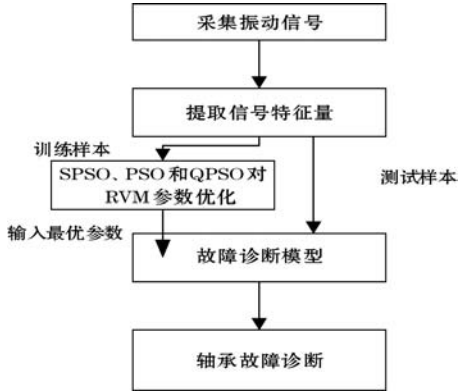 采集振动信号
提取信号特征量
训练样本
SPSO、PSO和QPSO对
RVM参数优化
测试样本
输入最优参数
故障诊断模型
轴承故障诊断